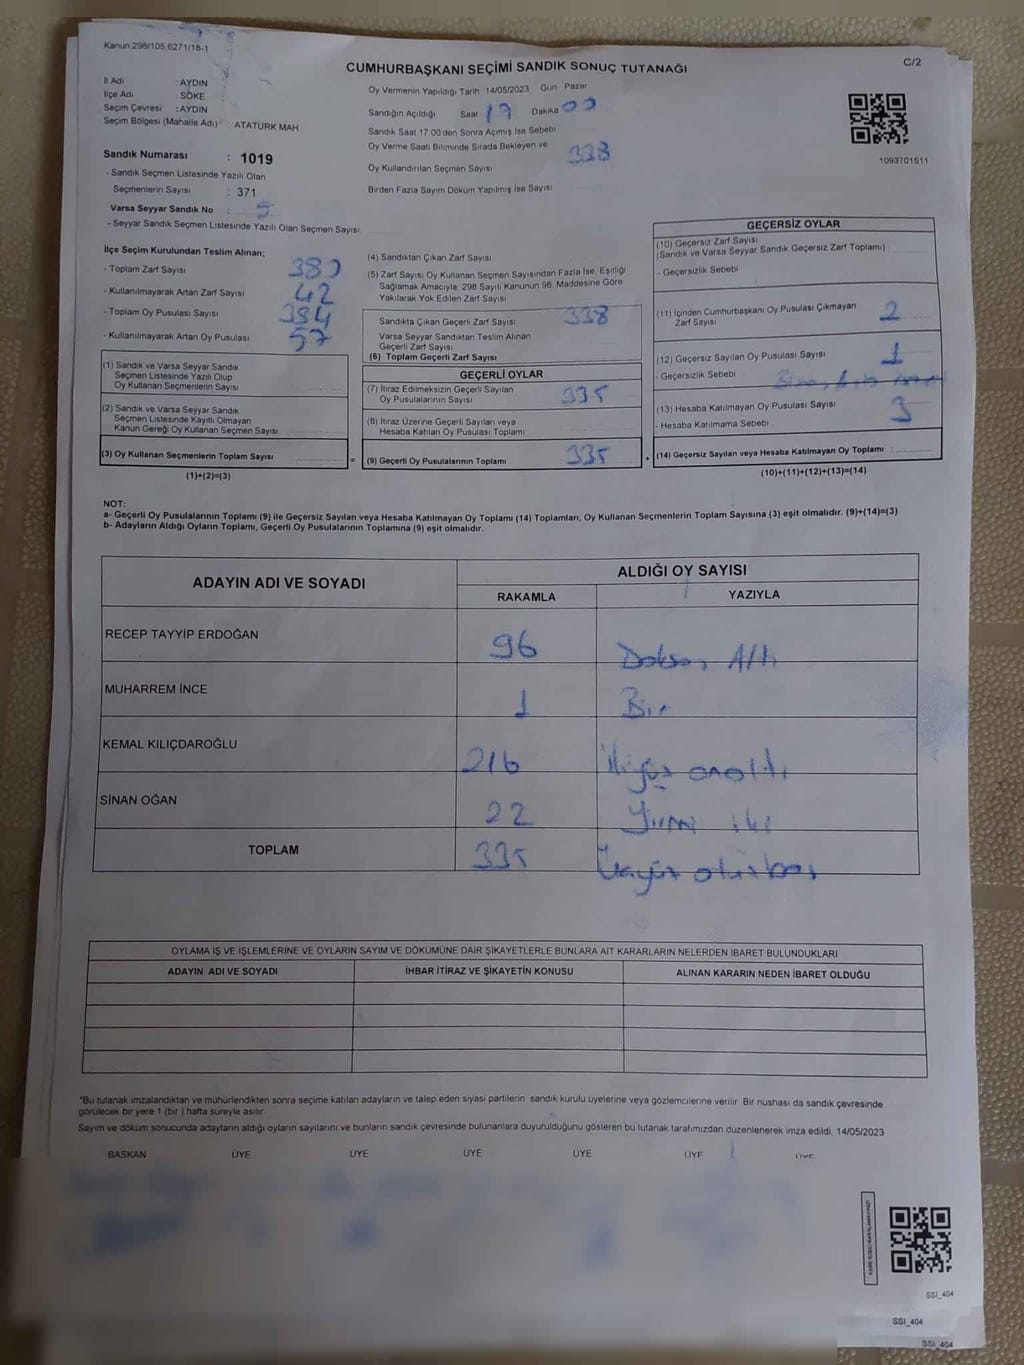 Kanun 298/105.6271/18-1
C/2
CUMHURBAŞKANI SEÇİMİ SANDIK SONUÇ TUTANAĞI
İl Adı : AYDIN
İlçe Adı : SÖKE
Seçim Çevresi : AYDIN
Seçim Bölgesi (Mahalle Adı) : ATATÜRK MAH
Sandık Numarası : 1019
- Sandık Seçmen Listesinde Yazılı Olan
Seçmenlerin Sayısı : 371
Varsa Seyyar Sandık No :
- Seyyar Sandık Seçmen Listesinde Yazılı Olan Seçmen Sayısı
Oy Vermenin Yapıldığı Tarih 14/05/2023 Gün Pazar
Sandığın Açıldığı Saat 17 Dakika 00
Sandık Saat 17:00'den Sonra Açımış İse Sebebi
Oy Verme Saati Bitiminde Sırada Bekleyen ve
Oy Kullandırılan Seçmen Sayısı 338
Birden Fazla Sayım Döküm Yapılmış İse Sayısı
1093701511
İlçe Seçim Kurulundan Teslim Alınan;
- Toplam Zarf Sayısı 380
- Kullanılmayarak Artan Zarf Sayısı 42
- Toplam Oy Pusulası Sayısı 394
- Kullanılmayarak Artan Oy Pusulası 57
(1) Sandık ve Varsa Seyyar Sandık
Seçmen Listesinde Yazılı Olup
Oy Kullanan Seçmenlerin Sayısı
(2) Sandık ve Varsa Seyyar Sandık
Seçmen Listesinde Kayıtlı Olmayan
Kanun Gereği Oy Kullanan Seçmen Sayısı
(3) Oy Kullanan Seçmenlerin Toplam Sayısı =
(1)+(2)=(3)
(4) Sandıktan Çıkan Zarf Sayısı
(5) Zarf Sayısı Oy Kullanan Seçmen Sayısından Fazla İse, Eşitliği
Sağlamak Amacıyla, 298 Sayılı Kanunun 98. Maddesine Göre
Yakılarak Yok Edilen Zarf Sayısı
Sandıkta Çıkan Geçerli Zarf Sayısı 338
Varsa Seyyar Sandıktan Teslim Alınan
Geçerli Zarf Sayısı
(6) Toplam Geçerli Zarf Sayısı
GEÇERLİ OYLAR
(7) İtiraz Edilmeksizin Geçerli Sayılan
Oy Pusulalarının Sayısı 335
(8) İtiraz Üzerine Geçerli Sayılan veya
Hesaba Katılan Oy Pusulası Toplamı
(9) Geçerli Oy Pusulalarının Toplamı 335 +
GEÇERSİZ OYLAR
(10) Geçersiz Zarf Sayısı
(Sandık ve Varsa Seyyar Sandık Geçersiz Zarf Toplamı)
- Geçersizlik Sebebi
(11) İçinden Cumhurbaşkanı Oy Pusulası Çıkmayan
Zarf Sayısı 2
(12) Geçersiz Sayılan Oy Pusulası Sayısı 1
- Geçersizlik Sebebi
(13) Hesaba Katılmayan Oy Pusulası Sayısı 3
- Hesaba Katılmama Sebebi
(14) Geçersiz Sayılan veya Hesaba Katılmayan Oy Toplamı :
(10)+(11)+(12)+(13)=(14)
NOT:
a- Geçerli Oy Pusulalarının Toplamı (9) ile Geçersiz Sayılan veya Hesaba Katılmayan Oy Toplamı (14) Toplamları, Oy Kullanan Seçmenlerin Toplam Sayısına (3) eşit olmalıdır. (9)+(14)=(3)
b- Adayların Aldığı Oyların Toplamı, Geçerli Oy Pusulalarının Toplamına (9) eşit olmalıdır.
ADAYIN ADI VE SOYADI ALDIĞI OY SAYISI
RAKAMLA YAZIYLA
RECEP TAYYİP ERDOĞAN 96 Doksan Altı
MUHARREM İNCE 1 Bir
KEMAL KILIÇDAROĞLU 216 İkiyüz onaltı
SİNAN OĞAN 22 Yirmi iki
TOPLAM 335 Üçyüz otuzbeş
OYLAMA İŞ VE İŞLEMLERİNE VE OYLARIN SAYIM VE DÖKÜMÜNE DAİR ŞİKAYETLERLE BUNLARA AİT KARARLARIN NELERDEN İBARET BULUNDUKLARI
ADAYIN ADI VE SOYADI İHBAR İTİRAZ VE ŞİKAYETİN KONUSU ALINAN KARARIN NEDEN İBARET OLDUĞU
*Bu tutanak imzalandıktan ve mühürlendikten sonra seçime katılan adayların ve talep eden siyasi partilerin sandık kurulu üyelerine veya gözlemcilerine verilir. Bir nüshası da sandık çevresinde
görülecek bir yere 1 (bir) hafta süreyle asılır.
Sayım ve döküm sonucunda adayların aldığı oyların sayılarını ve bunların sandık çevresinde bulunanlara duyurulduğunu gösteren bu tutanak tarafımızdan düzenlenerek imza edildi. 14/05/2023
BAŞKAN ÜYE ÜYE ÜYE ÜYE ÜYE ÜYE
SSI_404
SSI_404
SSI_404